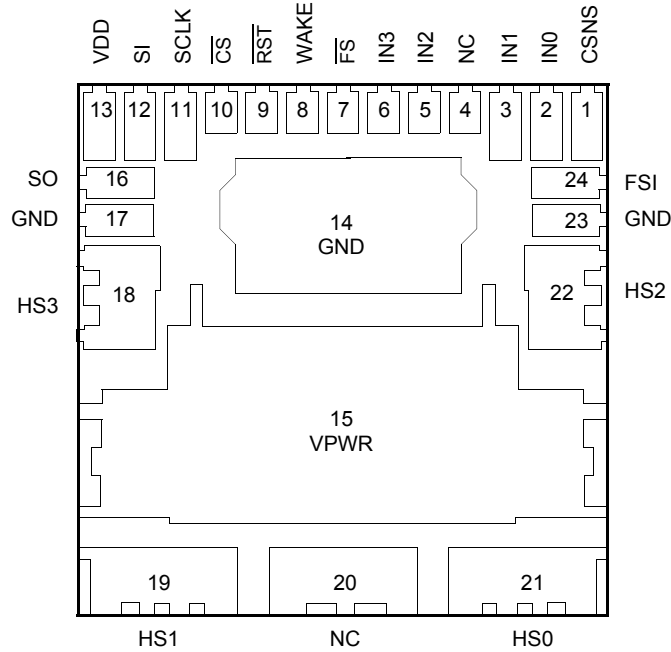 VDD SI SCLK CS RST WAKE FS IN3 IN2 NC IN1 IN0 CSNS
13 12 11 10 9 8 7 6 5 4 3 2 1
SO 16 24 FSI
GND 17 23 GND
14
GND
HS3 18 22 HS2
15
VPWR
19 20 21
HS1 NC HS0